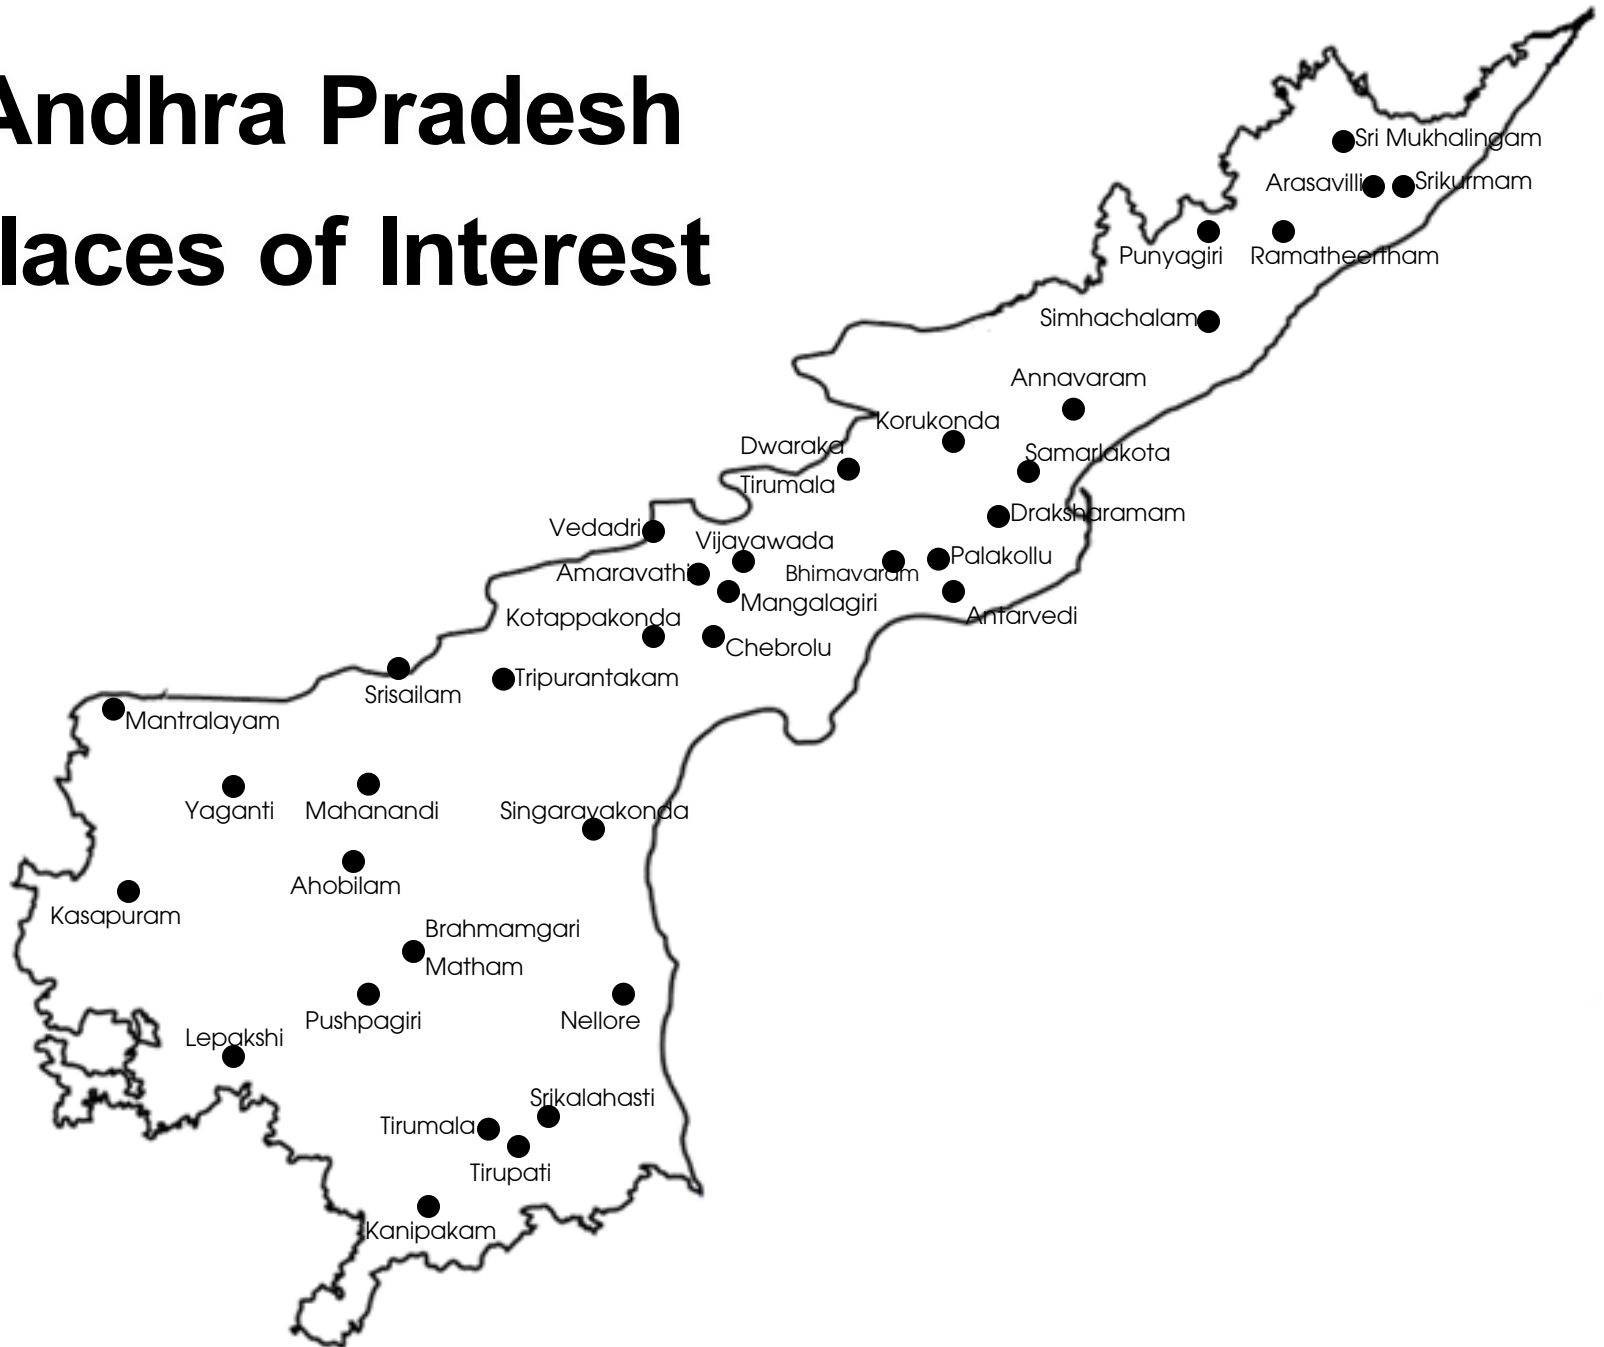 Andhra Pradesh
laces of Interest
Sri Mukhalingam
Arasavilli
Srikurmam
Punyagiri
Ramatheertham
Simhachalam
Annavaram
Korukonda
Dwaraka
Tirumala
Samarlakota
Draksharamam
Vedadri
Vijayawada
Palakollu
Amaravathi
Bhimavaram
Mangalagiri
Antarvedi
Kotappakonda
Chebrolu
Tripurantakam
Srisailam
Mantralayam
Yaganti
Mahanandi
Singarayakonda
Ahobilam
Kasapuram
Brahmamgari
Matham
Pushpagiri
Nellore
Lepakshi
Srikalahasti
Tirumala
Tirupati
Kanipakam